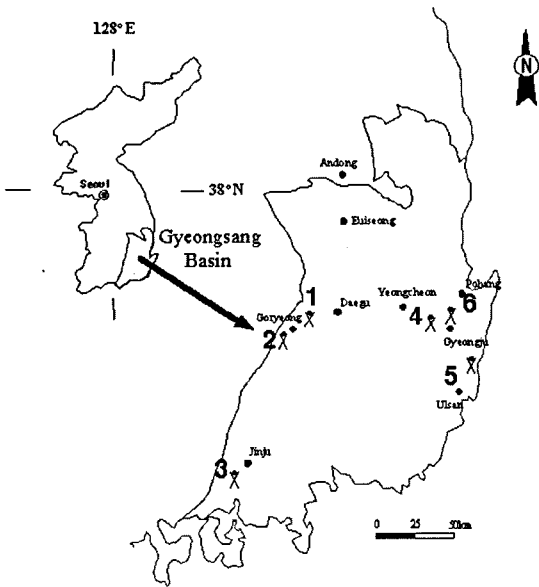 128°E
N
Seoul
38°N
Gyeongsang
Basin
Andong
Euiseong
1
Goryeong
2
Daegu
Yeongcheon
4
Pohang
6
Gyeongju
5
Ulsan
Jinju
3
0 25 50km